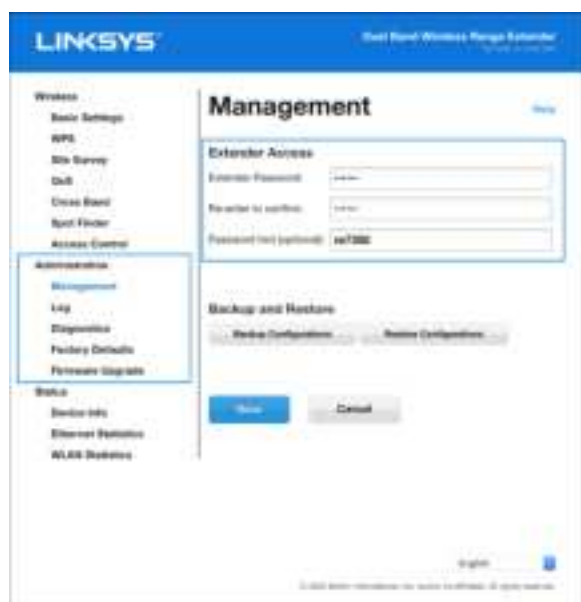 LINKSYS
Dual Band Wireless Range Extender
Wireless
Basic Settings
WPS
Site Survey
QoS
Cross Band
Spot Finder
Access Control
Administration
Management
Log
Diagnostics
Factory Defaults
Firmware Upgrade
Status
Device Info
Ethernet Statistics
WLAN Statistics
Management
Help
Extender Access
Extender Password:
Re-enter to confirm:
Password hint (optional):
Backup and Restore
Backup Configurations
Restore Configurations
Save
Cancel
English